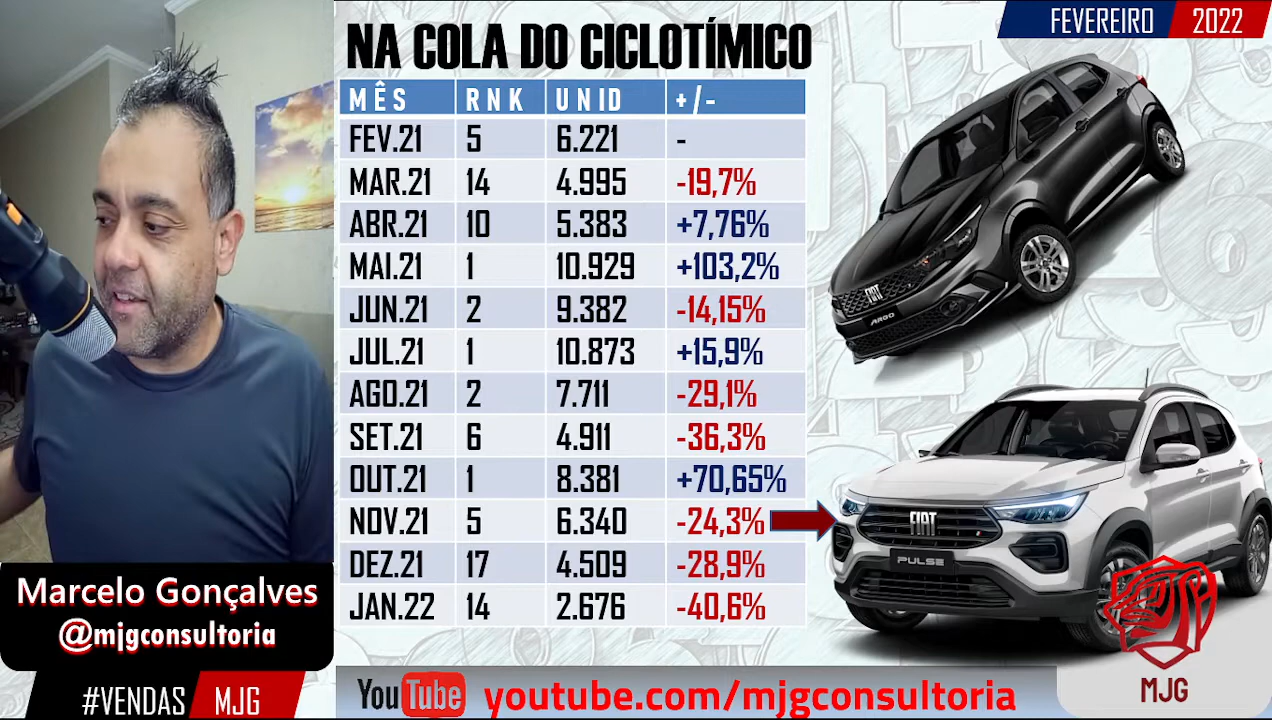 NA COLA DO CICLOTÍMICO
FEVEREIRO 2022
MÊS RNK UNID +/-
FEV.21 5 6.221 -
MAR.21 14 4.995 -19,7%
ABR.21 10 5.383 +7,76%
MAI.21 1 10.929 +103,2%
JUN.21 2 9.382 -14,15%
JUL.21 1 10.873 +15,9%
AGO.21 2 7.711 -29,1%
SET.21 6 4.911 -36,3%
OUT.21 1 8.381 +70,65%
NOV.21 5 6.340 -24,3%
DEZ.21 17 4.509 -28,9%
JAN.22 14 2.676 -40,6%
FIAT
ARGO
FIAT
PULSE
Marcelo Gonçalves
@mjgconsultoria
#VENDAS MJG
YouTube youtube.com/mjgconsultoria
MJG